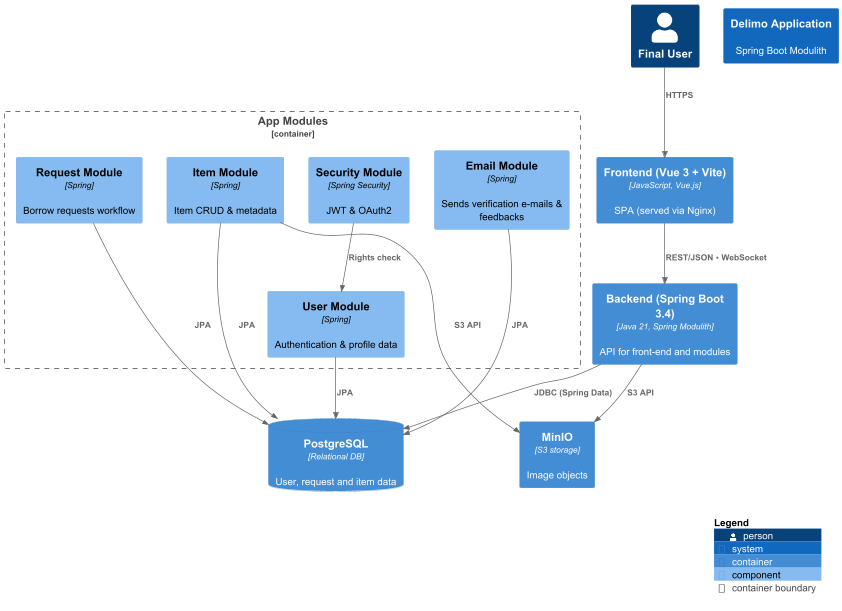 Final User
Delimo Application
Spring Boot Modulith
HTTPS
App Modules
[container]
Request Module
[Spring]
Borrow requests workflow
Item Module
[Spring]
Item CRUD & metadata
Security Module
[Spring Security]
JWT & OAuth2
Email Module
[Spring]
Sends verification e-mails &
feedbacks
Frontend (Vue 3 + Vite)
[JavaScript, Vue.js]
SPA (served via Nginx)
Rights check
REST/JSON • WebSocket
User Module
[Spring]
Authentication & profile data
Backend (Spring Boot
3.4)
[Java 21, Spring Modulith]
API for front-end and modules
JPA
JPA
S3 API
JPA
JPA
JDBC (Spring Data)
S3 API
PostgreSQL
[Relational DB]
User, request and item data
MinIO
[S3 storage]
Image objects
Legend
person
system
container
component
container boundary